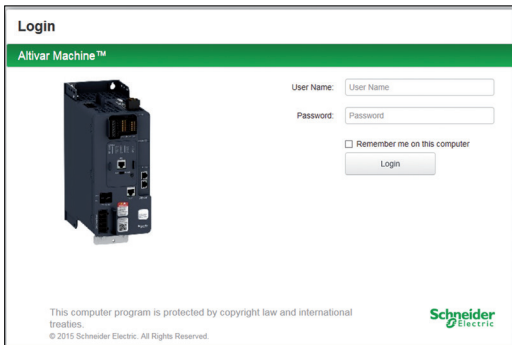 Login
Altivar Machine™
User Name:
User Name
Password:
Password
Remember me on this computer
Login
This computer program is protected by copyright law and international
treaties.
© 2015 Schneider Electric. All Rights Reserved.
Schneider
Electric